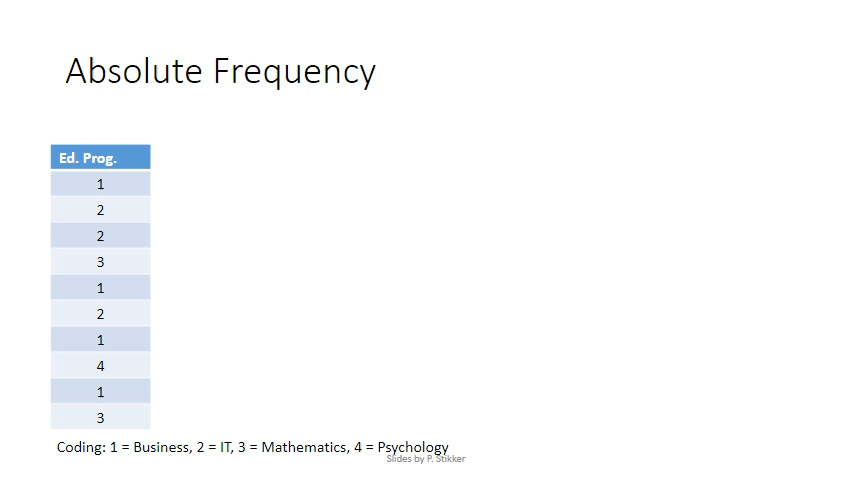 Absolute Frequency
Ed. Prog.
1
2
2
3
1
2
1
4
1
3
Coding: 1 = Business, 2 = IT, 3 = Mathematics, 4 = Psychology
Slides by P. Stikker